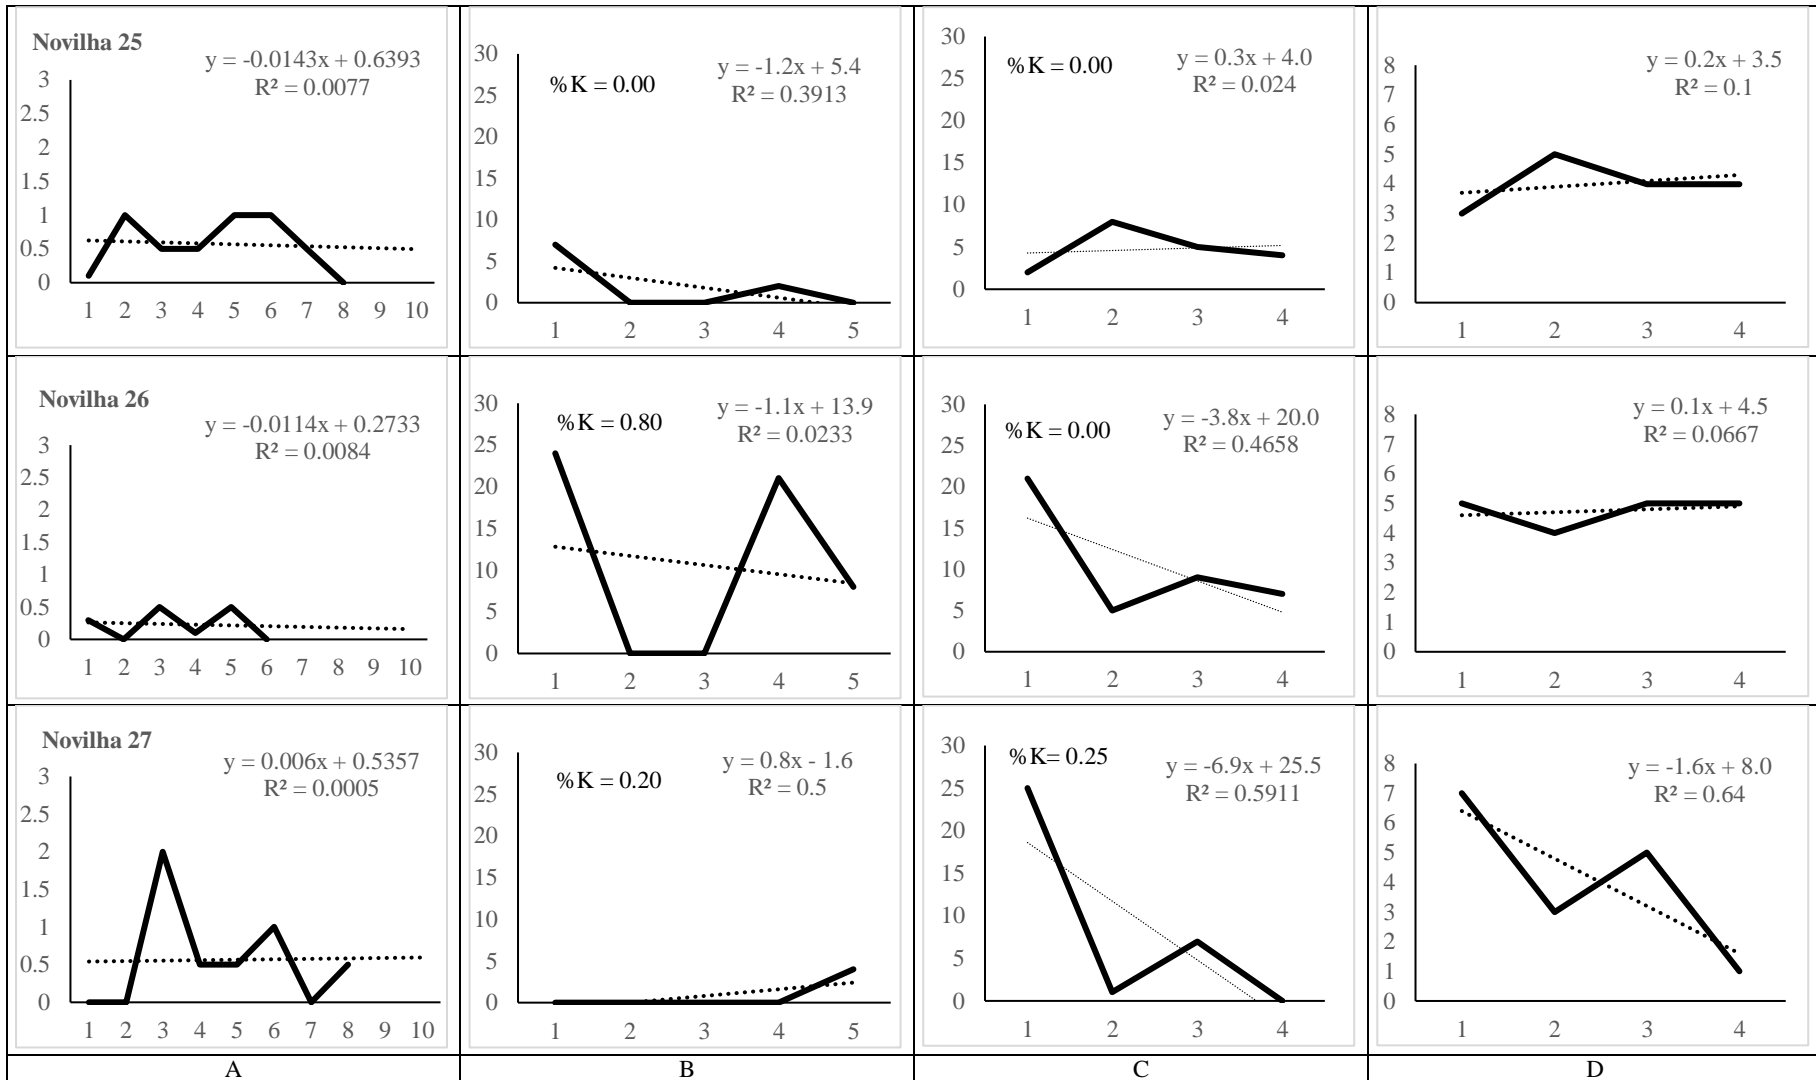 Novilha 25
y = -0.0143x + 0.6393
R² = 0.0077
3
2.5
2
1.5
1
0.5
0
1 2 3 4 5 6 7 8 9 10
%K = 0.00
y = -1.2x + 5.4
R² = 0.3913
30
25
20
15
10
5
0
1 2 3 4 5
%K = 0.00
y = 0.3x + 4.0
R² = 0.024
30
25
20
15
10
5
0
1 2 3 4
y = 0.2x + 3.5
R² = 0.1
8
7
6
5
4
3
2
1
0
1 2 3 4
Novilha 26
y = -0.0114x + 0.2733
R² = 0.0084
3
2.5
2
1.5
1
0.5
0
1 2 3 4 5 6 7 8 9 10
%K = 0.80
y = -1.1x + 13.9
R² = 0.0233
30
25
20
15
10
5
0
1 2 3 4 5
%K = 0.00
y = -3.8x + 20.0
R² = 0.4658
30
25
20
15
10
5
0
1 2 3 4
y = 0.1x + 4.5
R² = 0.0667
8
7
6
5
4
3
2
1
0
1 2 3 4
Novilha 27
y = 0.006x + 0.5357
R² = 0.0005
3
2.5
2
1.5
1
0.5
0
1 2 3 4 5 6 7 8 9 10
%K = 0.20
y = 0.8x - 1.6
R² = 0.5
30
25
20
15
10
5
0
1 2 3 4 5
%K= 0.25
y = -6.9x + 25.5
R² = 0.5911
30
25
20
15
10
5
0
1 2 3 4
y = -1.6x + 8.0
R² = 0.64
8
7
6
5
4
3
2
1
0
1 2 3 4
A B C D